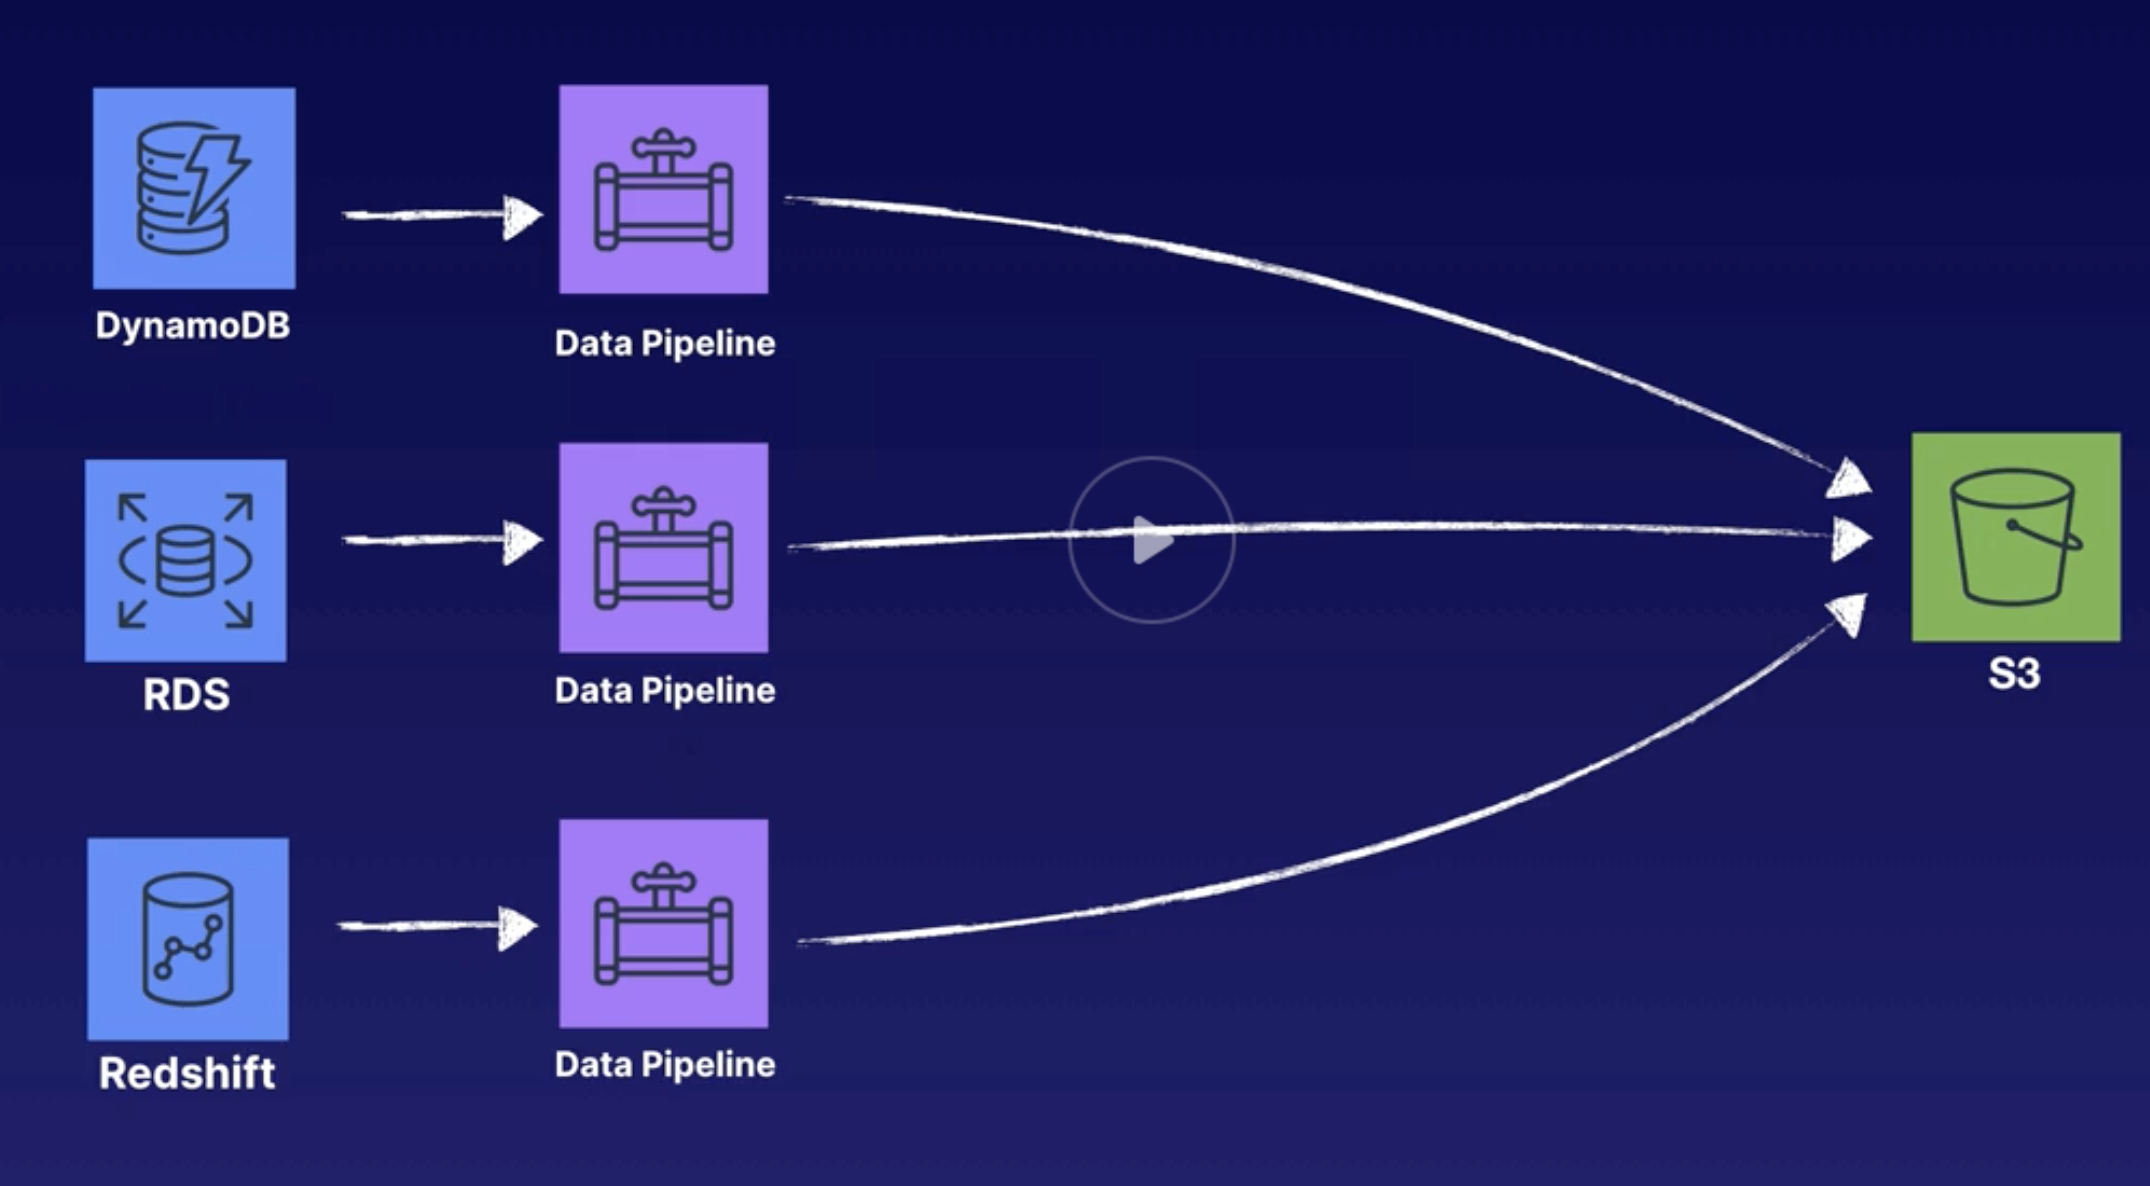 DynamoDB
Data Pipeline
RDS
Data Pipeline
S3
Redshift
Data Pipeline